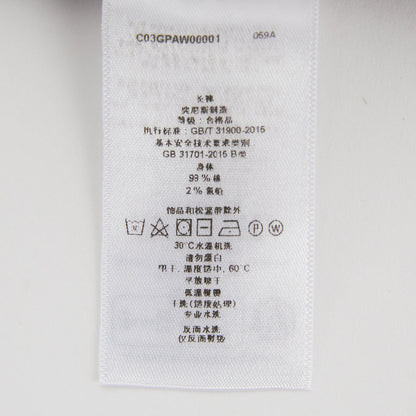 C03GPAW00001 069A
长裤
突尼斯制造
等级：合格品
执行标准：GB/T 31900-2015
基本安全技术要求类别
GB 31701-2015 B类
身体
98 % 棉
2 % 氨纶
饰品和松紧带除外
P W
30℃水温机洗
请勿漂白
甩干，温度适中，60℃
平放晾干
低温熨烫
干洗（适度处理）
专业水洗
反面水洗
仅反面熨烫